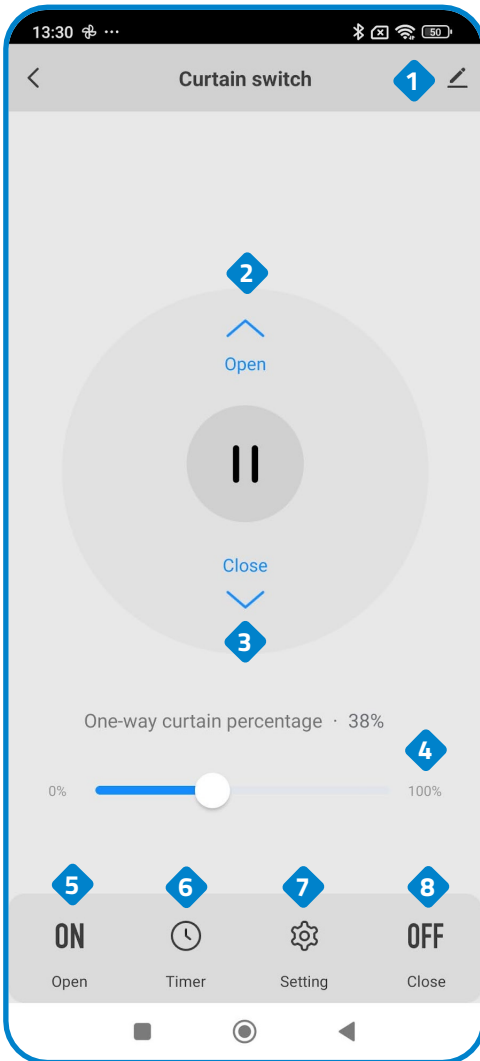 13:30 ··· 50
Curtain switch 1
2
Open
Close
3
One-way curtain percentage · 38%
4
0% 100%
5 6 7 8
ON OFF
Open Timer Setting Close